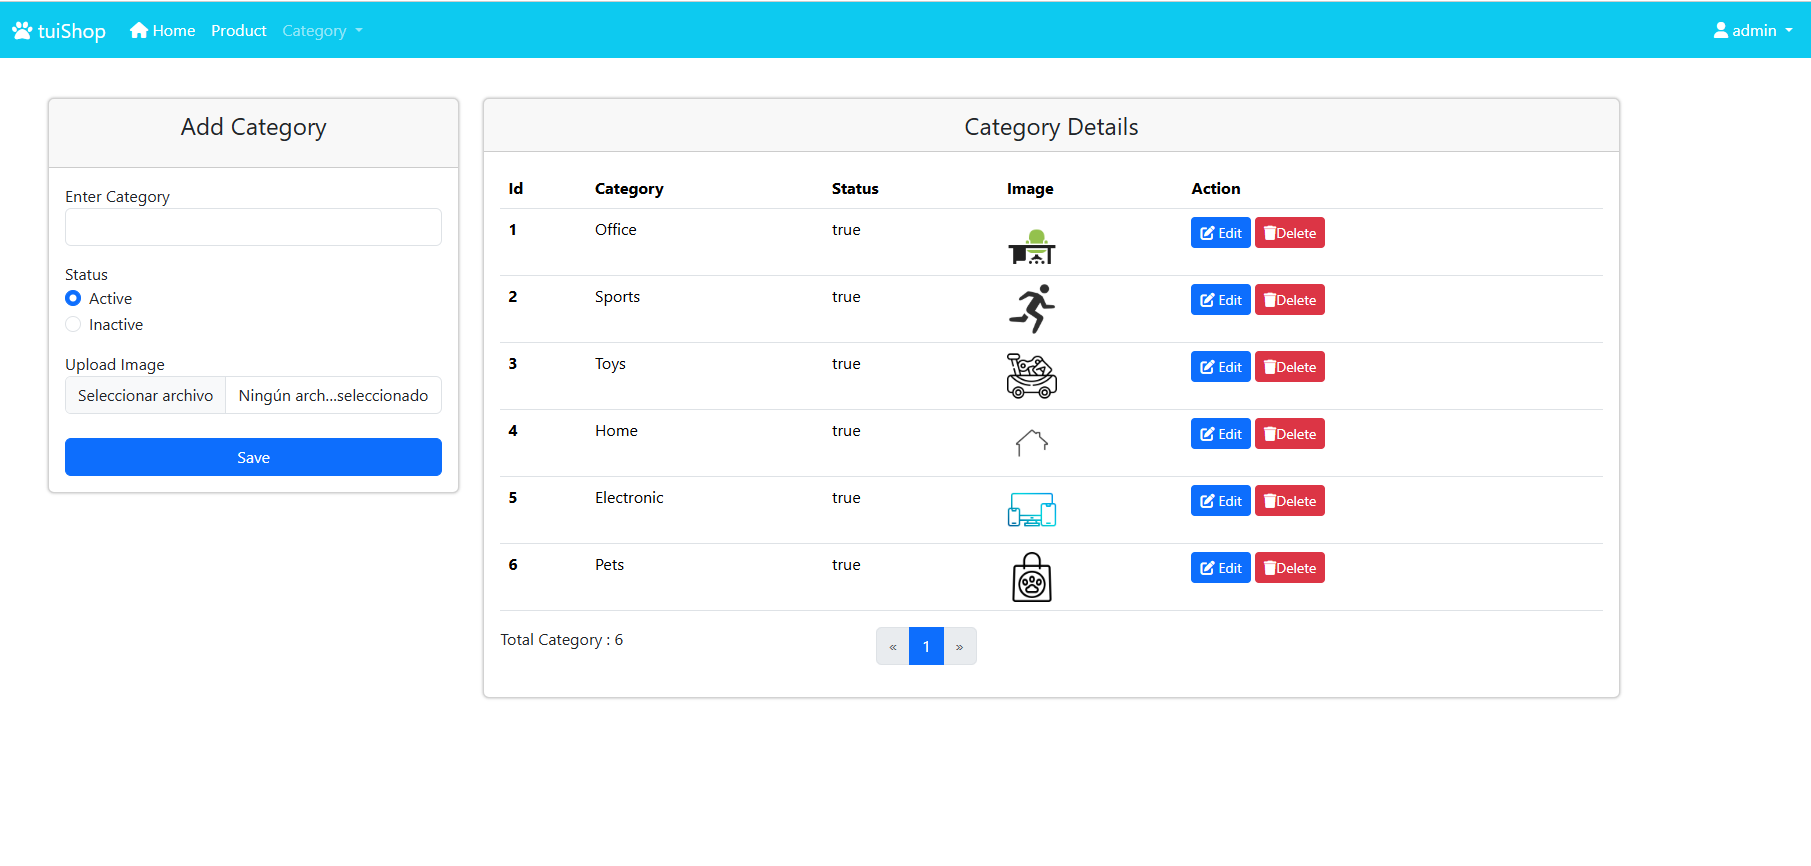 tuiShop Home Product Category admin
Add Category
Enter Category
Status
Active
Inactive
Upload Image
Seleccionar archivo Ningún arch...seleccionado
Save
Category Details
Id Category Status Image Action
1 Office true Edit Delete
2 Sports true Edit Delete
3 Toys true Edit Delete
4 Home true Edit Delete
5 Electronic true Edit Delete
6 Pets true Edit Delete
Total Category : 6 « 1 »